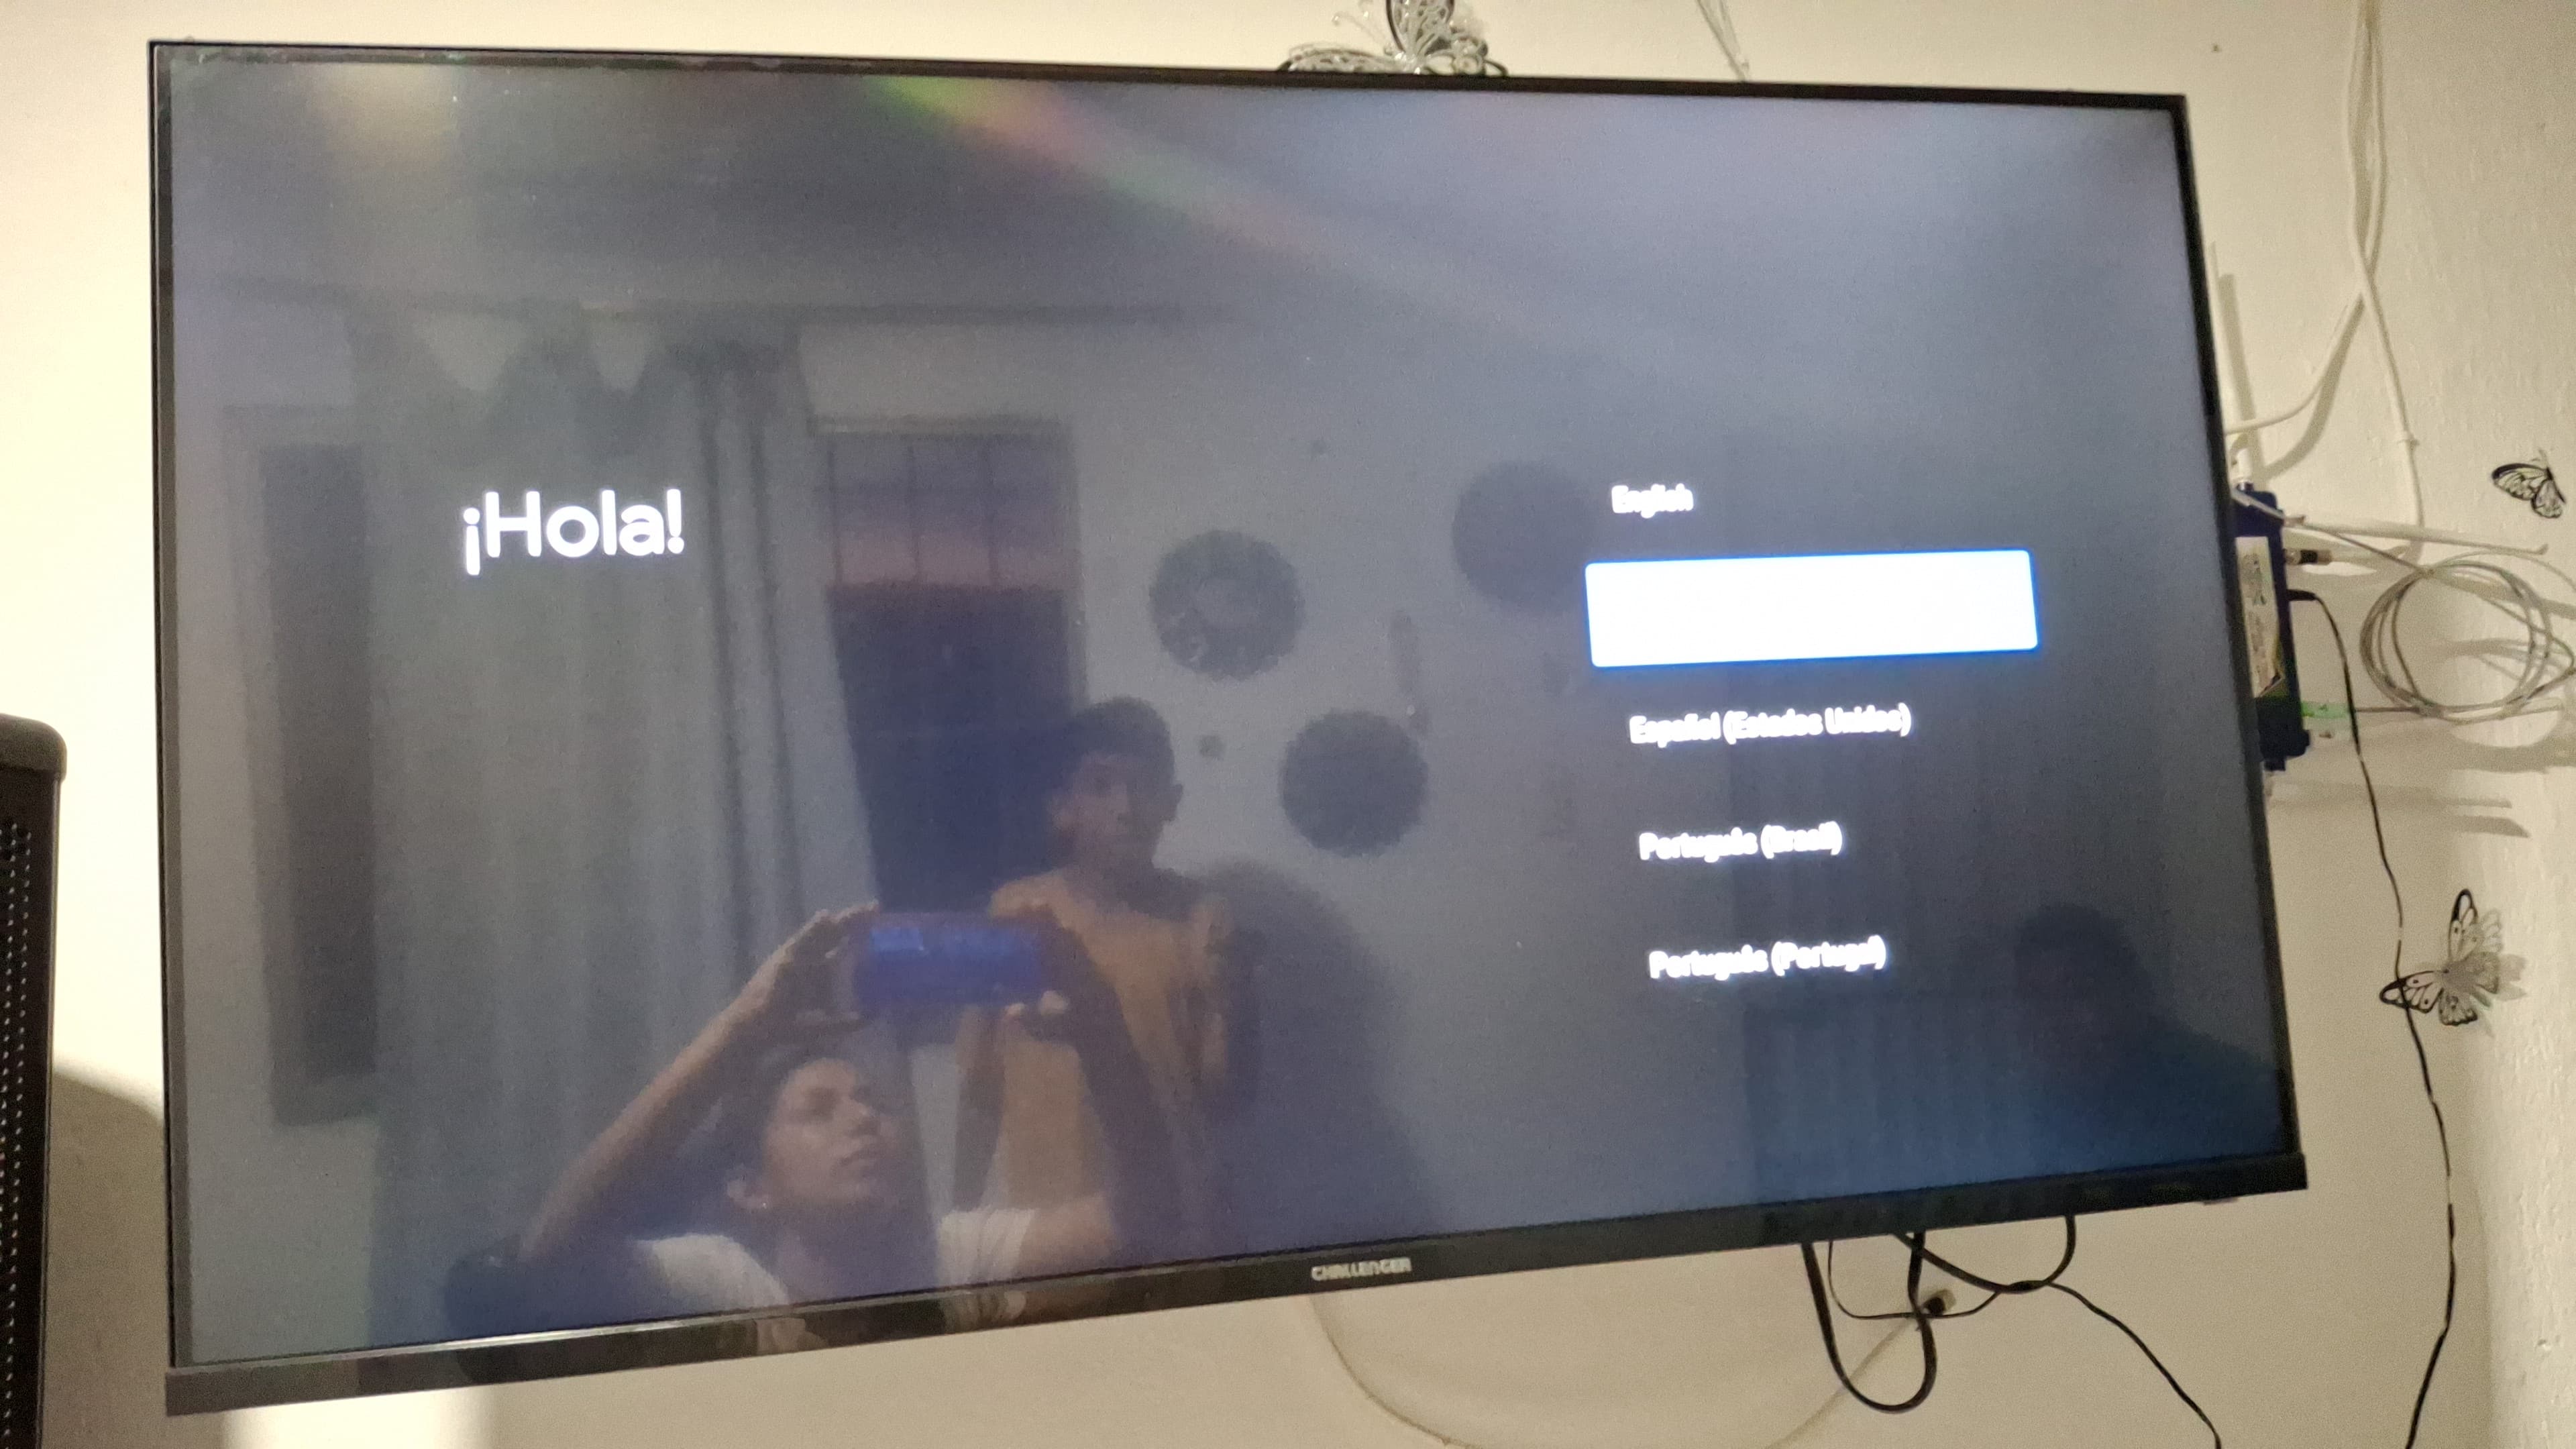 ¡Hola!
English
Español (Estados Unidos)
Português (Brasil)
Português (Portugal)
CHALLENGER